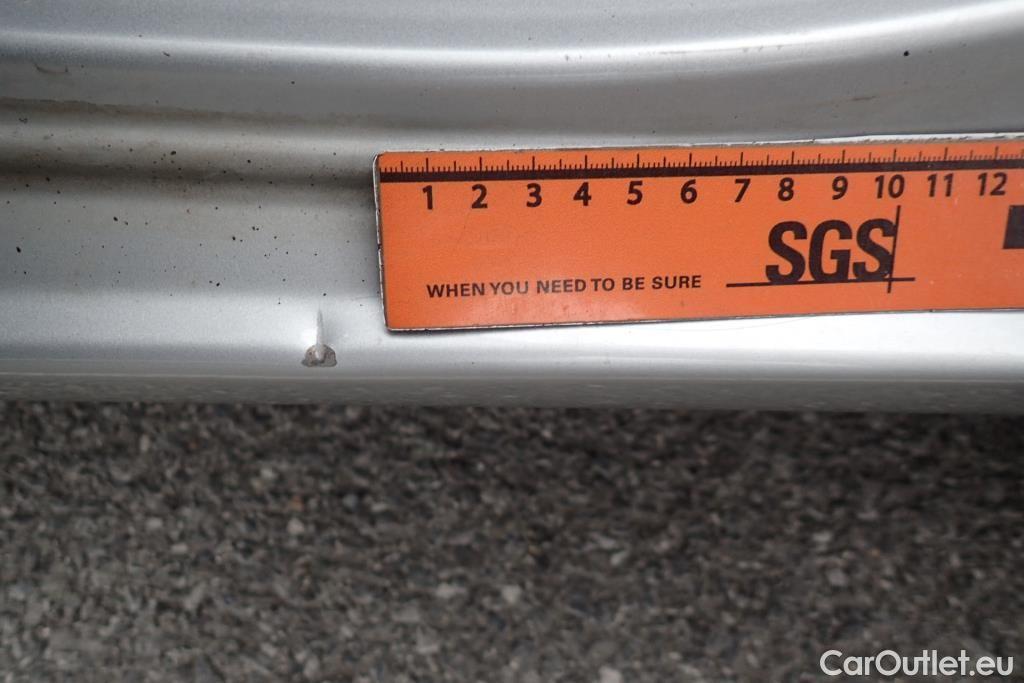 1 2 3 4 5 6 7 8 9 10 11 12
SGS
WHEN YOU NEED TO BE SURE
CarOutlet.eu